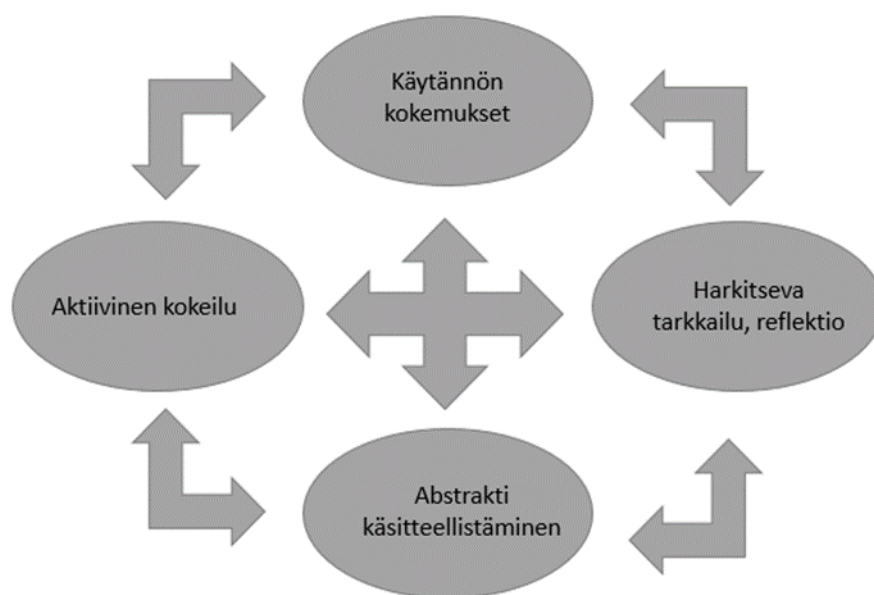 Käytännön
kokemukset
Aktiivinen kokeilu
Harkitseva
tarkkailu, reflektio
Abstrakti
käsitteellistäminen